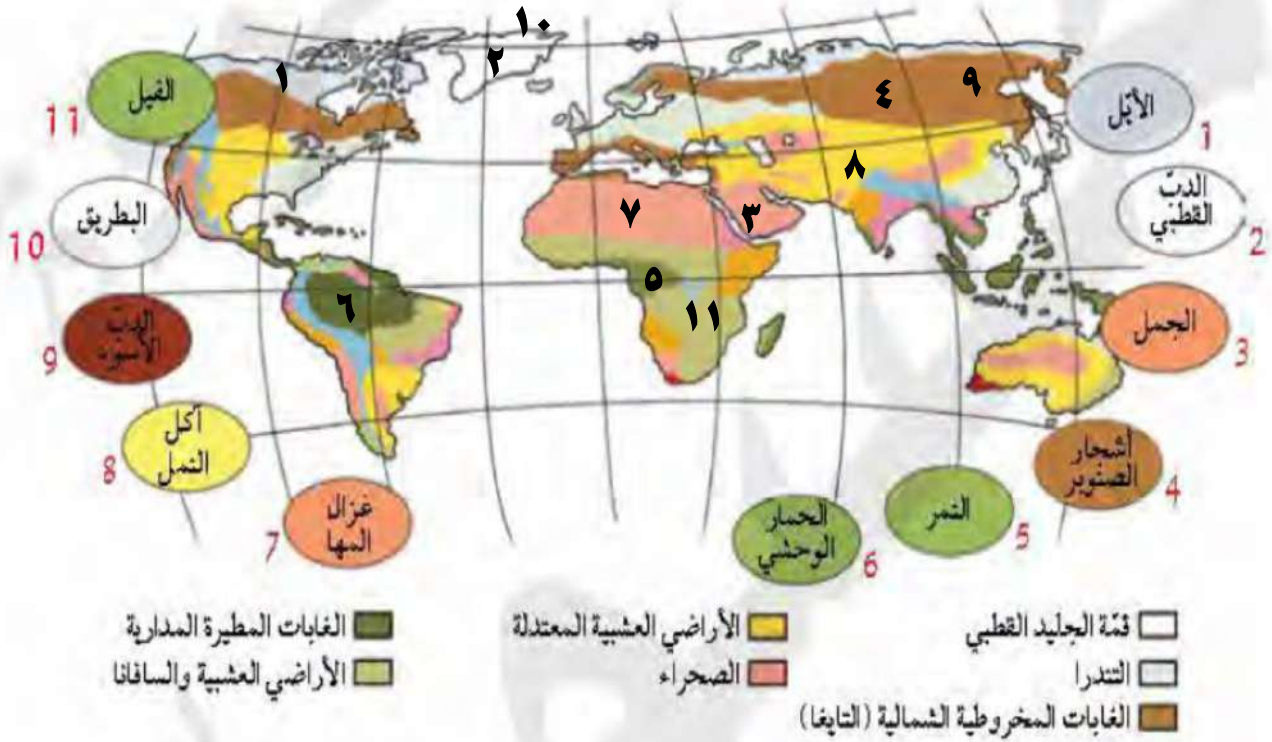 ١٠
٢
١
٤
٩
٨
٧
٣
٥
٦
١١
الأيّل
1
الدبّ
القطبي
2
الجمل
3
أشجار
الصنوبر
4
النمر
5
الحمار
الوحشي
6
غزال
المها
7
آكل
النمل
8
الدبّ
الأسود
9
البطريق
10
الفيل
11
قمّة الجليد القطبي
التندرا
الغابات المخروطية الشمالية (التايغا)
الأراضي العشبية المعتدلة
الصحراء
الغابات المطيرة المدارية
الأراضي العشبية والسافانا